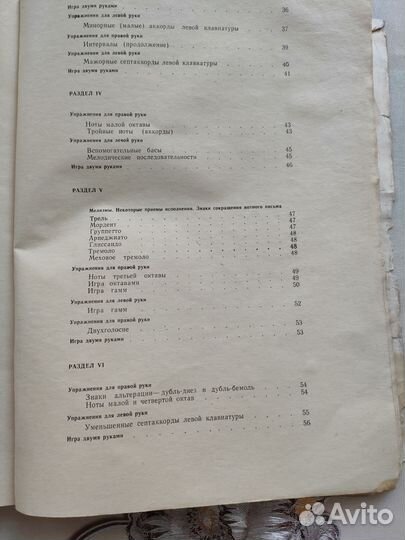 Упражнения для левой руки . . . 36
Минорные (малые) аккорды левой клавиатуры . . . 37
Упражнения для правой руки
Интервалы (продолжение) . . . 39
Упражнения для левой руки
Мажорные септаккорды левой клавиатуры . . . 40
Игра двумя руками . . . 41
РАЗДЕЛ IV
Упражнения для правой руки
Ноты малой октавы . . . 43
Тройные ноты (аккорды) . . . 43
Упражнения для левой руки
Вспомогательные басы . . . 45
Мелодические последовательности . . . 45
Игра двумя руками . . . 46
РАЗДЕЛ V
Мелизмы. Некоторые приемы исполнения. Знаки сокращения нотного письма
Трель . . . 47
Мордент . . . 47
Группетто . . . 47
Арпеджиато . . . 48
Глиссандо . . . 48
Тремоло . . . 48
Меховое тремоло . . . 48
Упражнения для правой руки
Ноты третьей октавы . . . 49
Игра октавами . . . 49
Игра гамм . . . 50
Упражнения для левой руки
Игра гамм . . . 52
Упражнения для правой руки
Двухголосие . . . 53
Игра двумя руками . . . 53
РАЗДЕЛ VI
Упражнения для правой руки
Знаки альтерации—дубль-диез и дубль-бемоль . . . 54
Ноты малой и четвертой октав . . . 54
Упражнения для левой руки
Уменьшенные септаккорды левой клавиатуры . . . 55
Игра двумя руками . . . 56
Avito